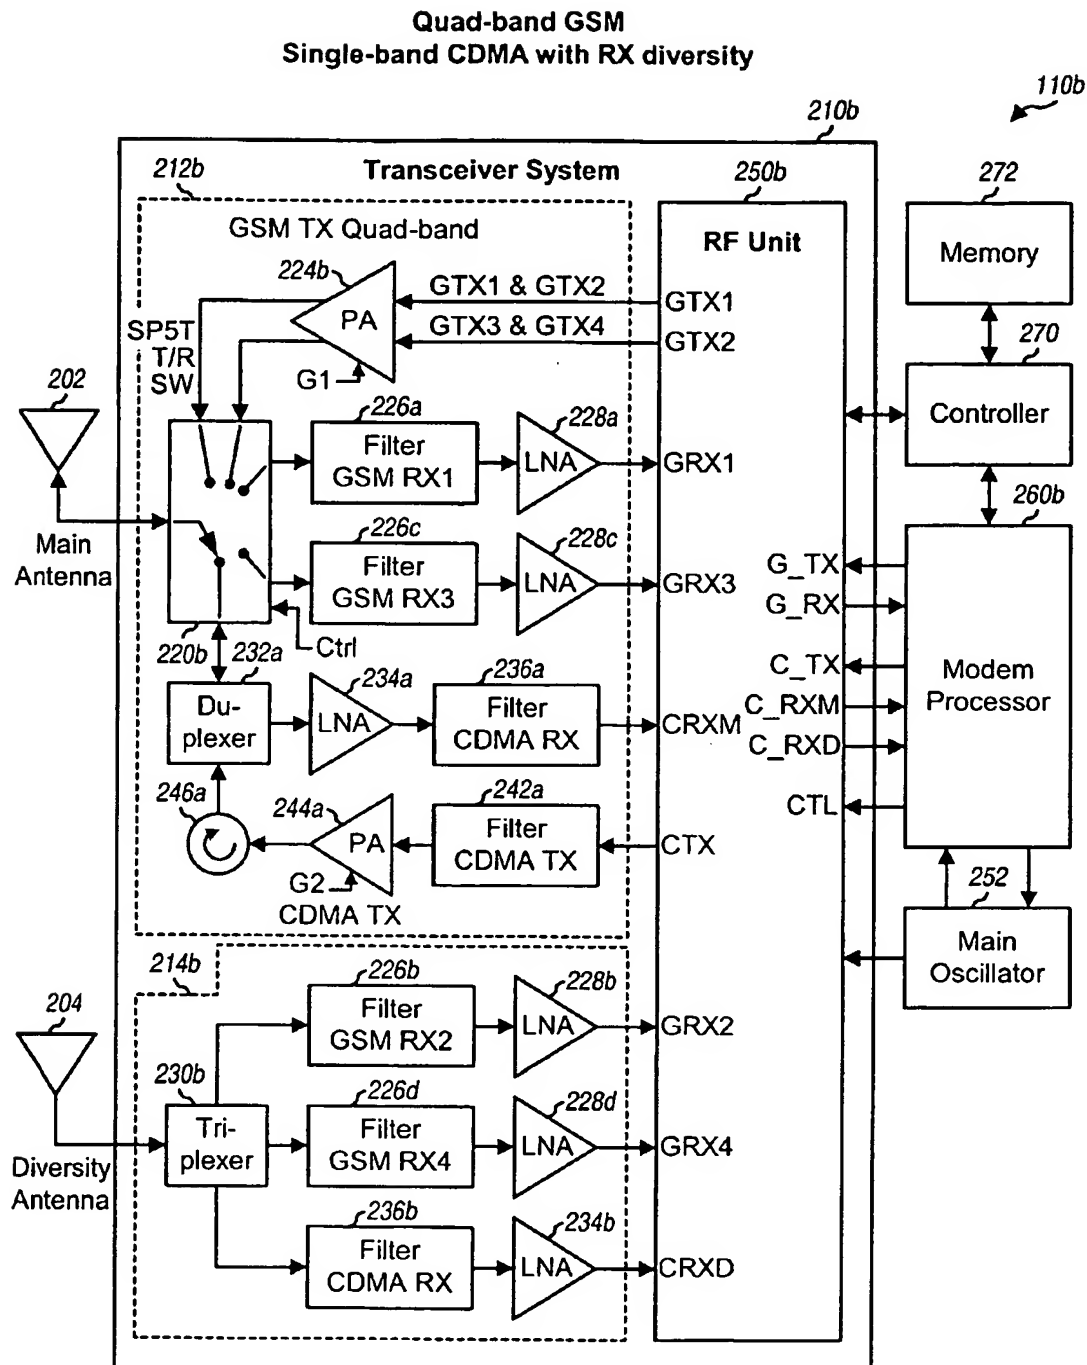 Quad-band GSM
Single-band CDMA with RX diversity
110b
210b
Transceiver System
212b
250b
272
GSM TX Quad-band
RF Unit
Memory
224b
PA
GTX1 & GTX2
GTX1
GTX3 & GTX4
GTX2
SP5T
T/R
SW
G1
270
Controller
202
226a
Filter
GSM RX1
228a
LNA
GRX1
260b
Main
Antenna
226c
Filter
GSM RX3
228c
LNA
GRX3
G_TX
G_RX
Ctrl
220b
232a
Du-
plexer
234a
LNA
236a
Filter
CDMA RX
CRXM
C_TX
C_RXM
C_RXD
Modem
Processor
CTL
246a
244a
PA
G2
CDMA TX
242a
Filter
CDMA TX
CTX
252
Main
Oscillator
214b
226b
Filter
GSM RX2
228b
LNA
GRX2
204
230b
Tri-
plexer
226d
Filter
GSM RX4
228d
LNA
GRX4
Diversity
Antenna
236b
Filter
CDMA RX
234b
LNA
CRXD